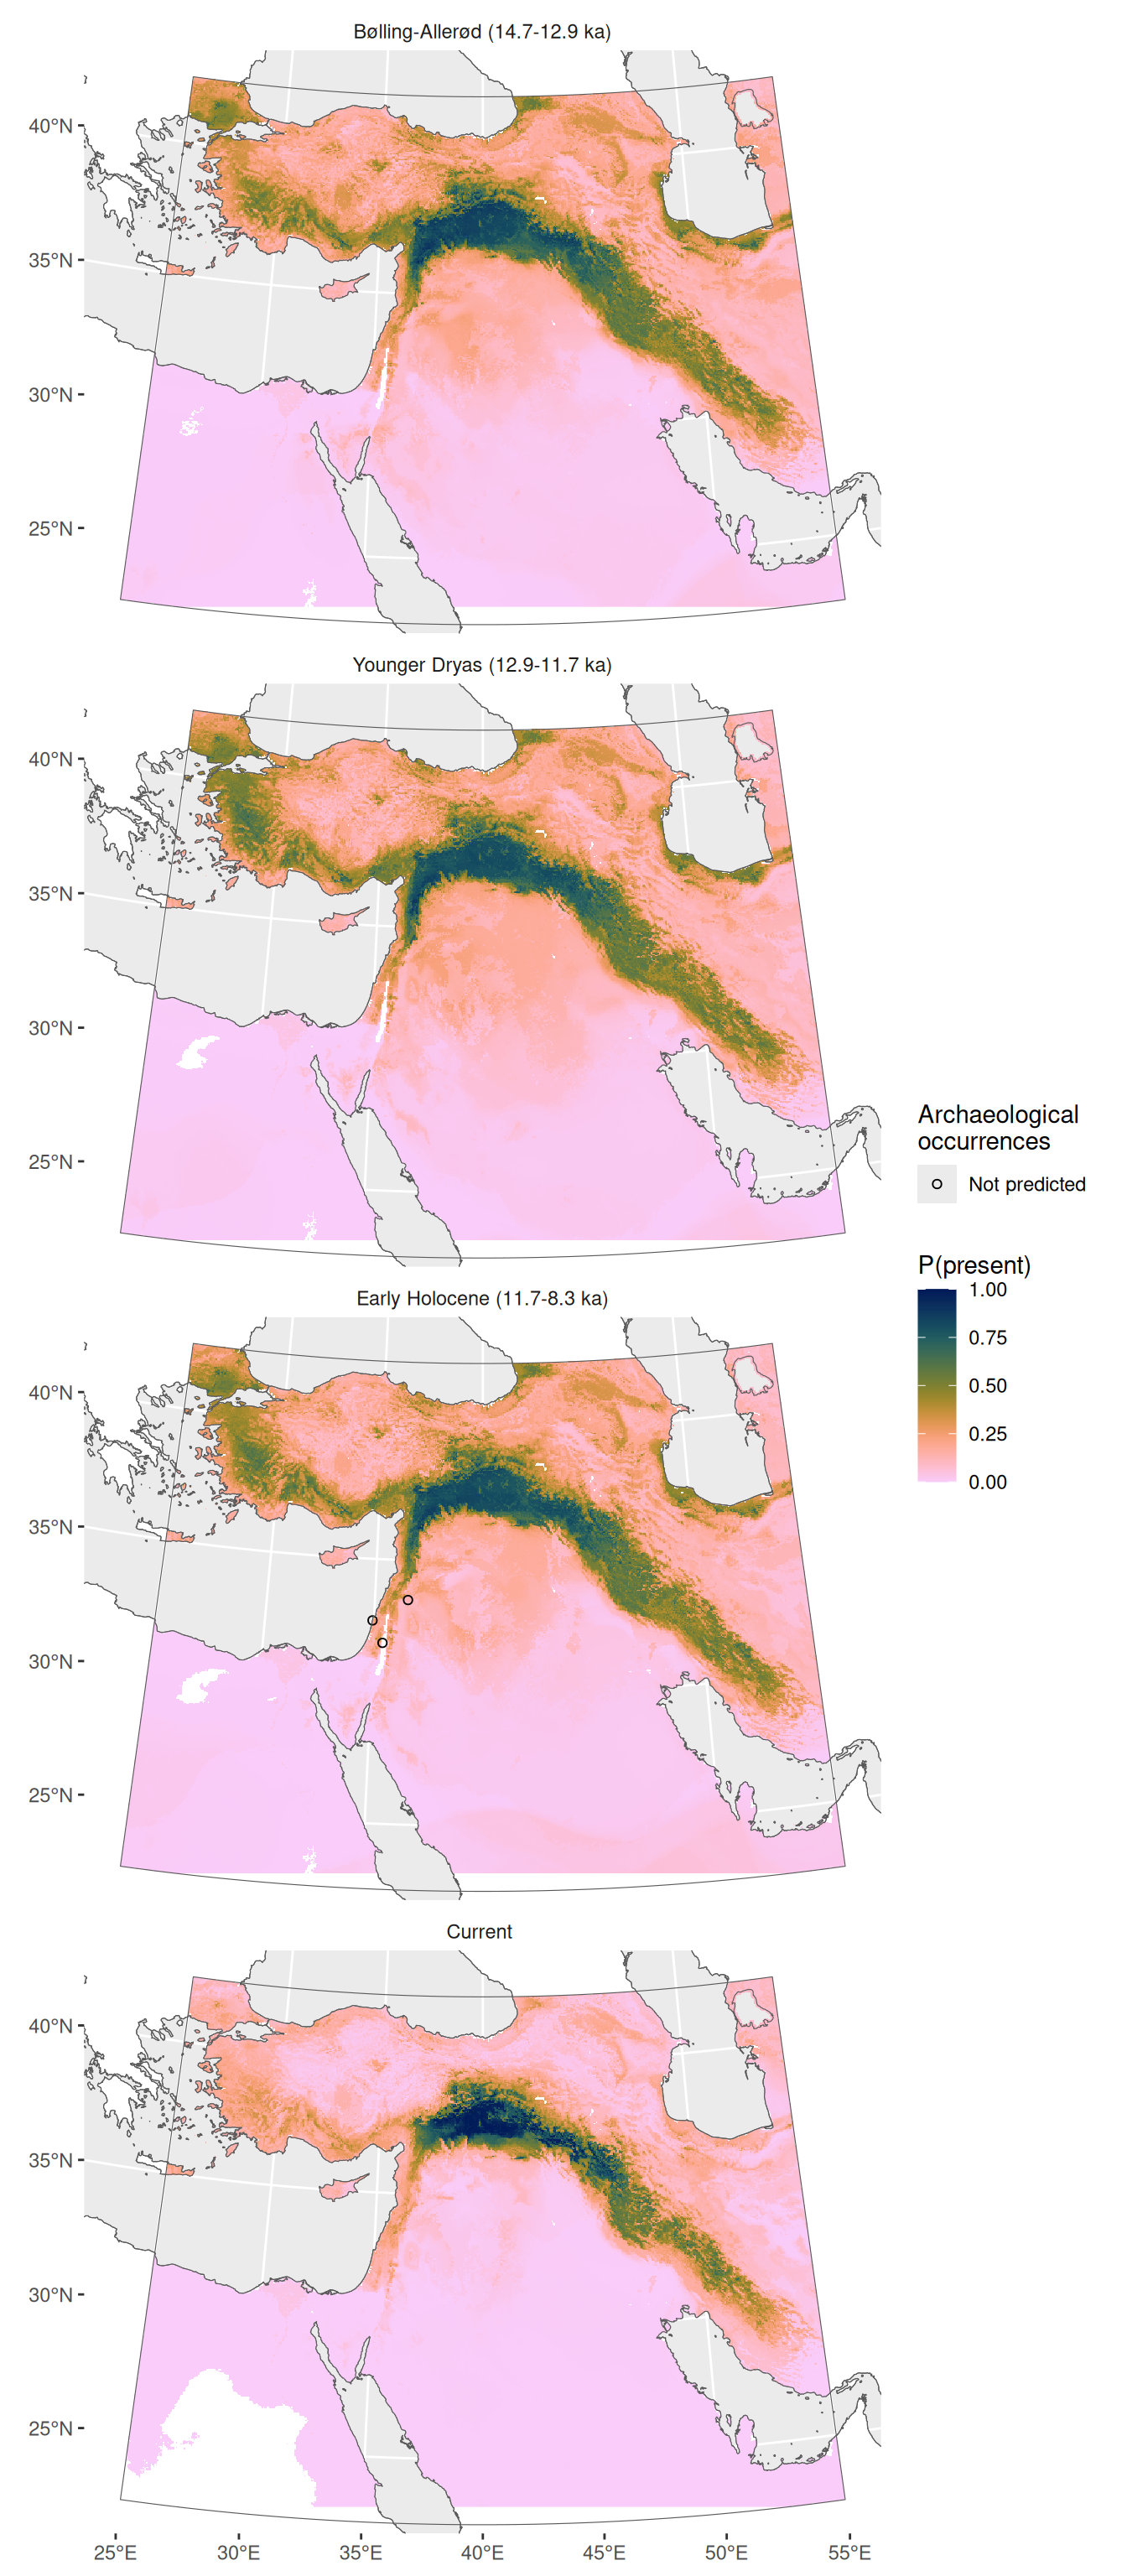 Bølling-Allerød (14.7-12.9 ka)
40°N
35°N
30°N
25°N
Younger Dryas (12.9-11.7 ka)
40°N
35°N
30°N
25°N
Archaeological
occurrences
Not predicted
P(present)
1.00
0.75
0.50
0.25
0.00
Early Holocene (11.7-8.3 ka)
40°N
35°N
30°N
25°N
Current
40°N
35°N
30°N
25°N
25°E 30°E 35°E 40°E 45°E 50°E 55°E